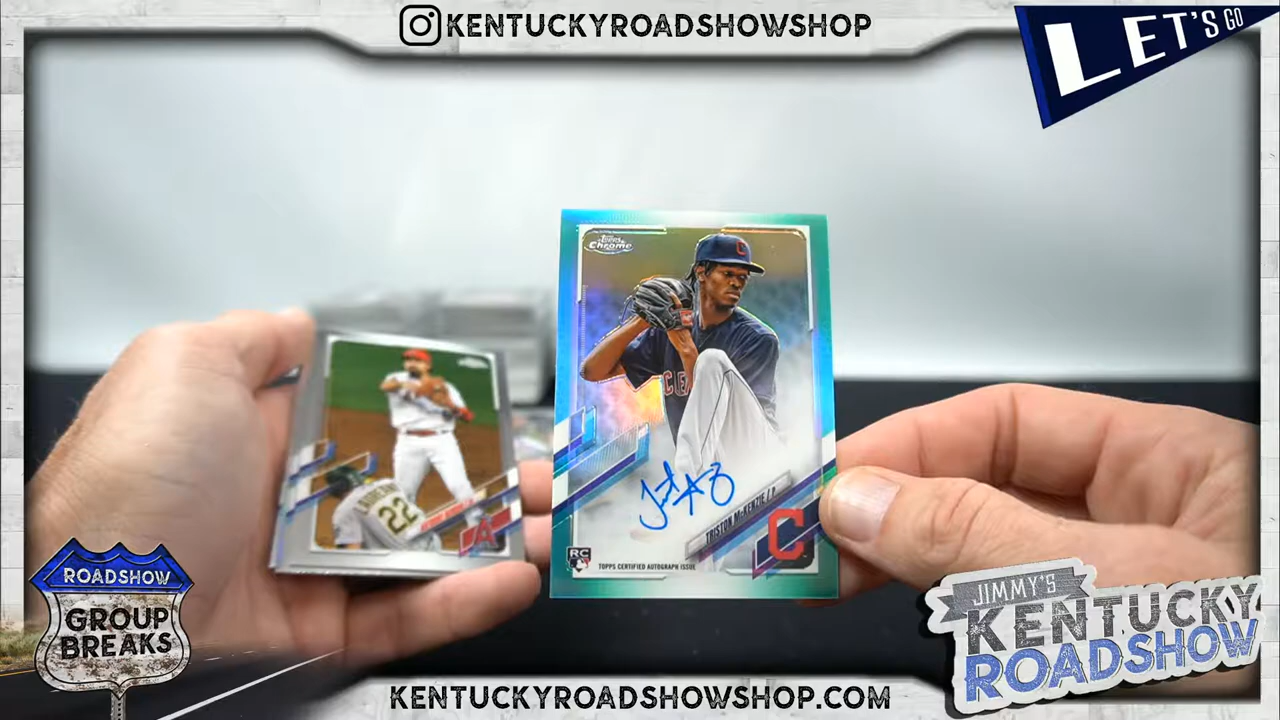 KENTUCKYROADSHOWSHOP
LET'S GO
Topps
Chrome
C
CLE
22
TRISTON MCKENZIE / P
C
A
RC
TOPPS CERTIFIED AUTOGRAPH ISSUE
ROADSHOW
GROUP
BREAKS
JIMMY'S
KENTUCKY
ROADSHOW
KENTUCKYROADSHOWSHOP.COM